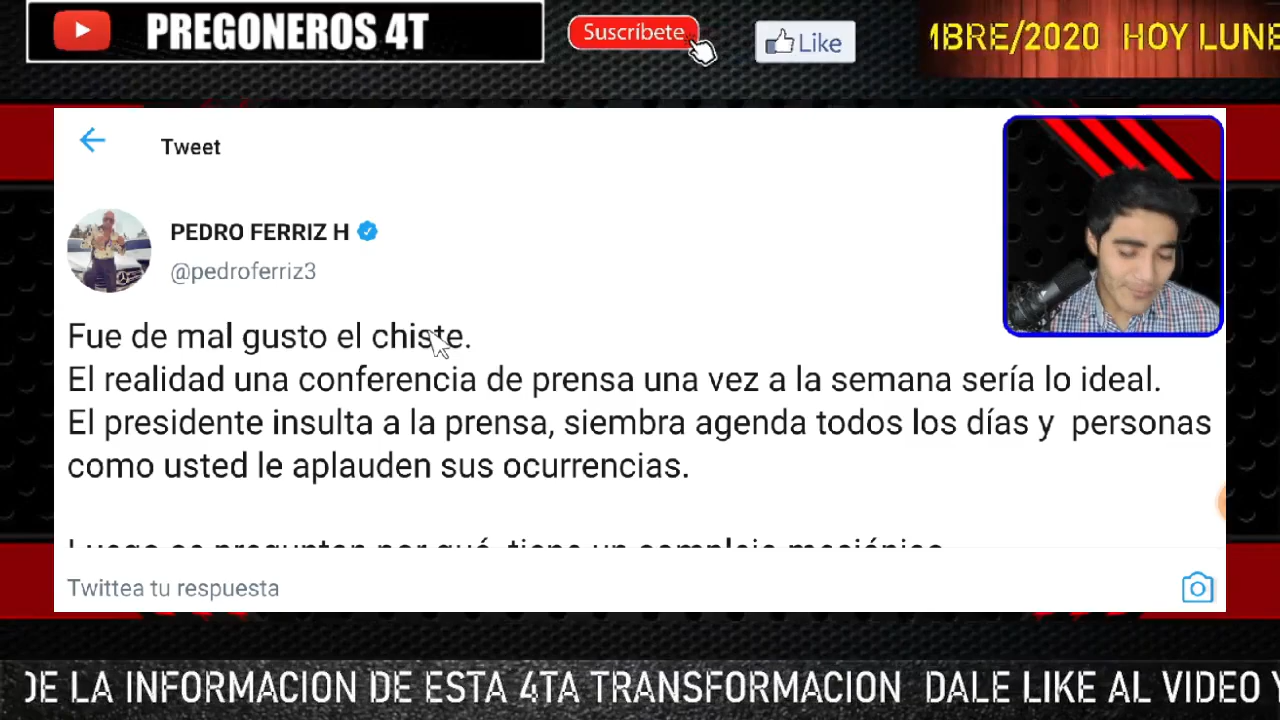 PREGONEROS 4T
Suscribete
Like
MBRE/2020 HOY LUNE
Tweet
PEDRO FERRIZ H
@pedroferriz3
Fue de mal gusto el chiste.
El realidad una conferencia de prensa una vez a la semana sería lo ideal.
El presidente insulta a la prensa, siembra agenda todos los días y personas
como usted le aplauden sus ocurrencias.
Luego se preguntan por qué tiene un complejo mesiánico
Twittea tu respuesta
DE LA INFORMACION DE ESTA 4TA TRANSFORMACION DALE LIKE AL VIDEO Y